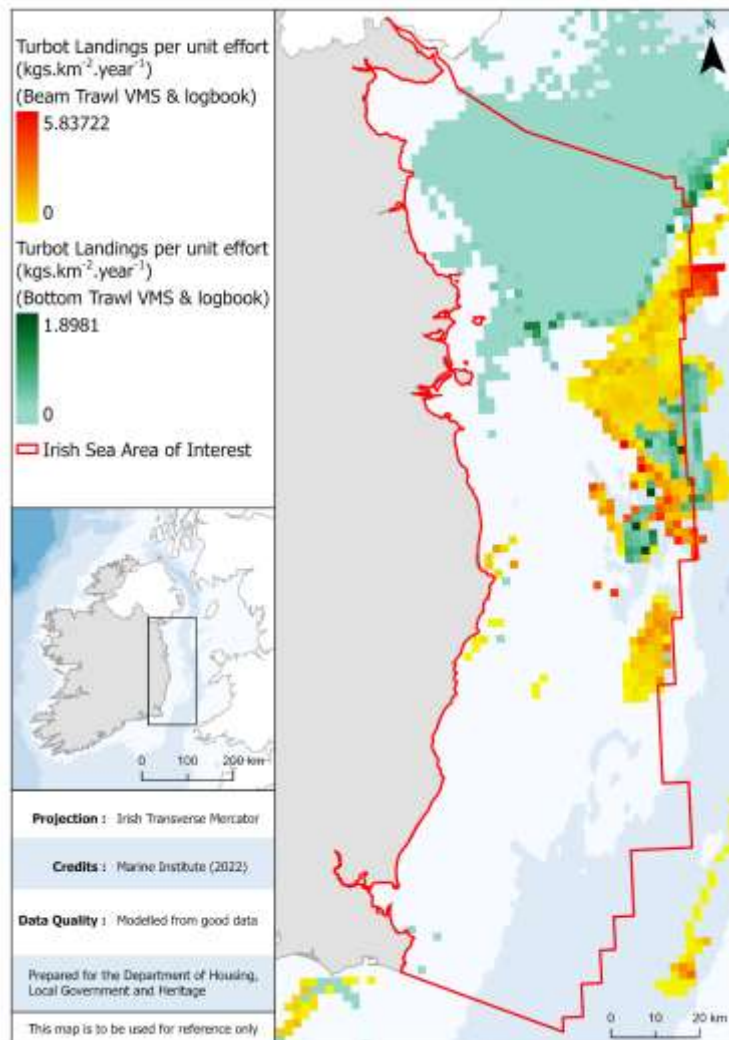 Turbot Landings per unit effort
(kgs.km⁻².year⁻¹)
(Beam Trawl VMS & logbook)
5.83722
0
Turbot Landings per unit effort
(kgs.km⁻².year⁻¹)
(Bottom Trawl VMS & logbook)
1.8981
0
Irish Sea Area of Interest
0 100 200 km
Projection : Irish Transverse Mercator
Credits : Marine Institute (2022)
Data Quality : Modelled from good data
Prepared for the Department of Housing,
Local Government and Heritage
This map is to be used for reference only
N
0 10 20 km